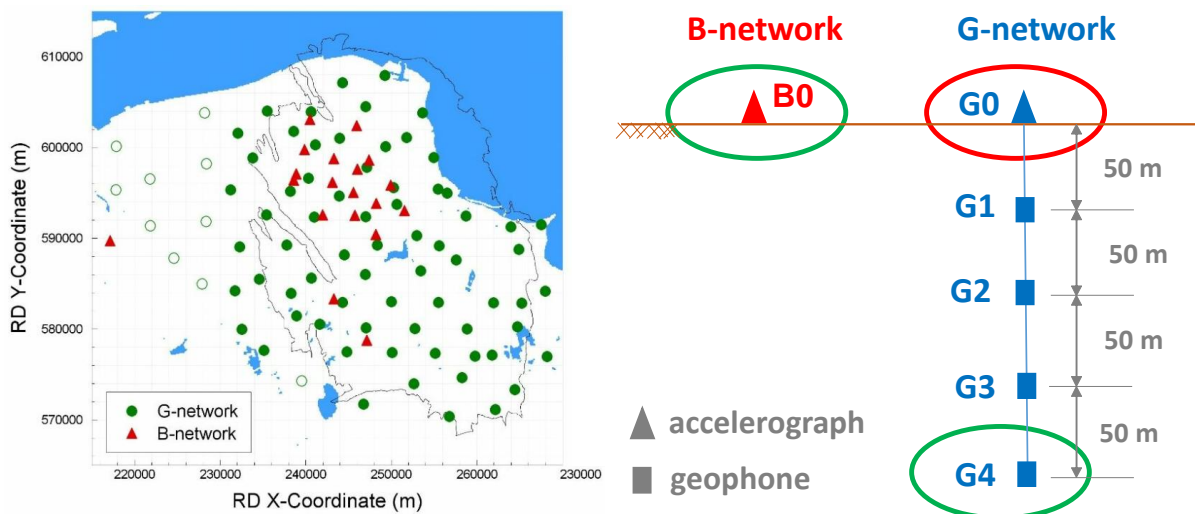 610000
600000
590000
580000
570000
RD Y-Coordinate (m)
G-network
B-network
220000
230000
240000
250000
260000
230000
RD X-Coordinate (m)
B-network
G-network
B0
G0
50 m
G1
50 m
G2
50 m
G3
50 m
G4
accelerograph
geophone